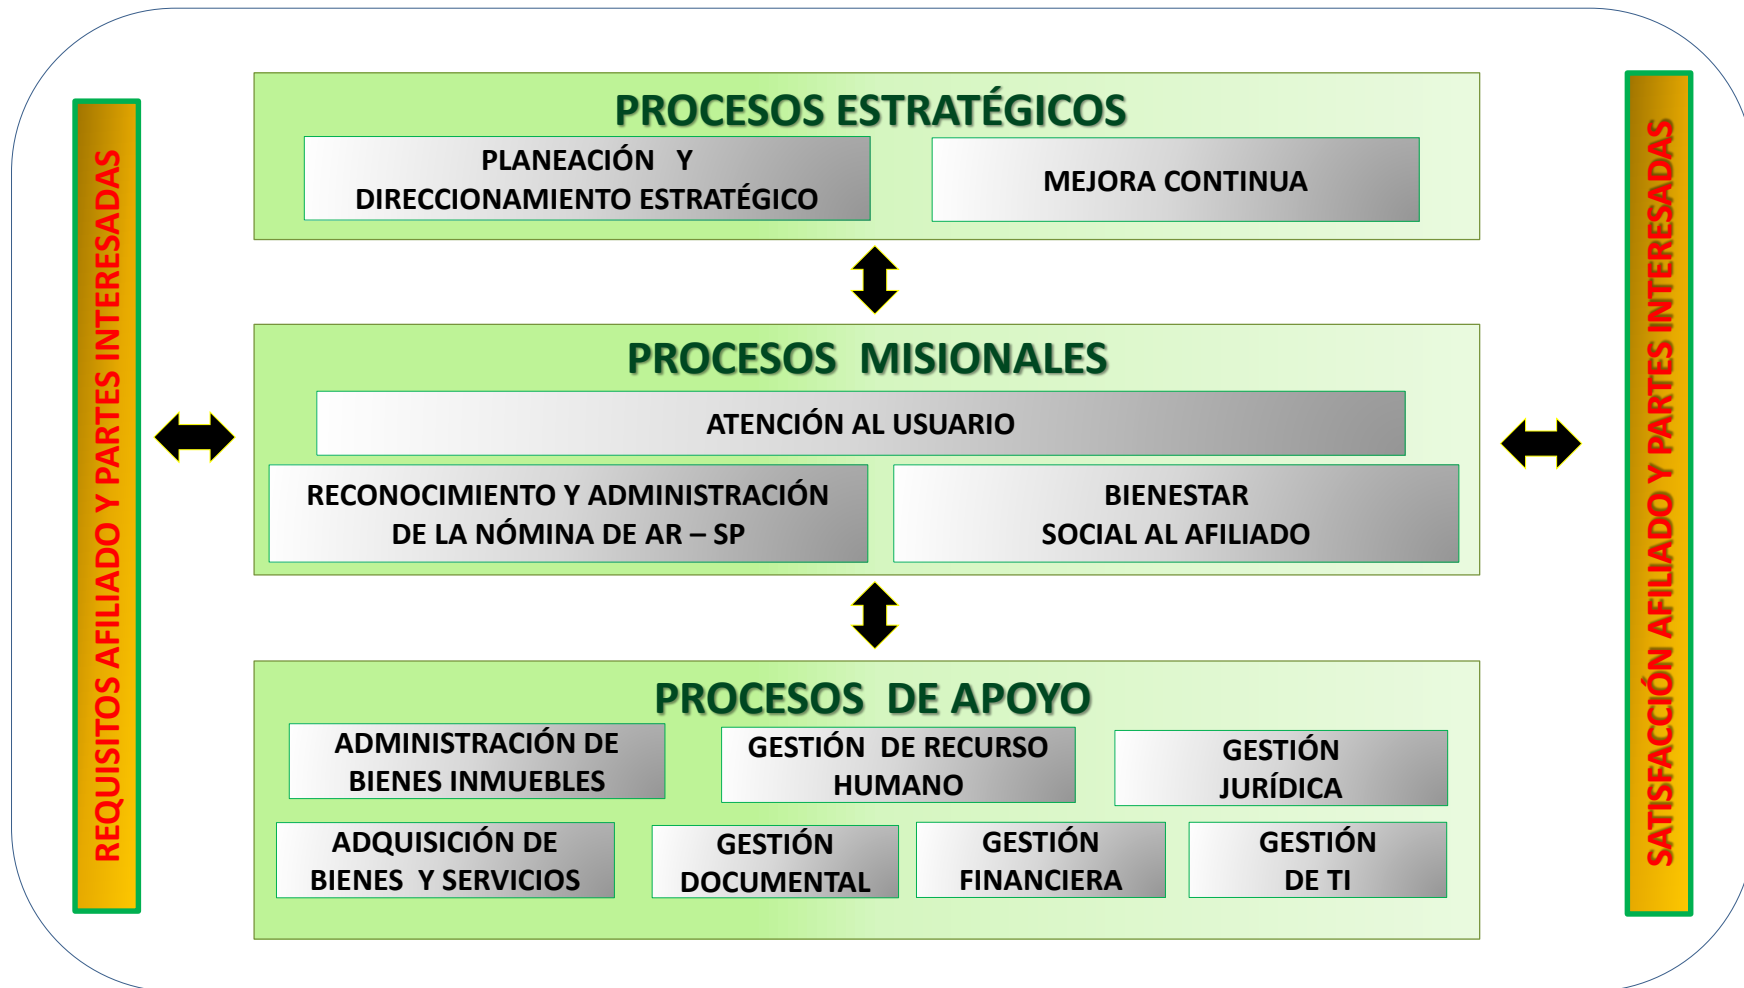 REQUISITOS AFILIADO Y PARTES INTERESADAS
PROCESOS ESTRATÉGICOS
PLANEACIÓN Y
DIRECCIONAMIENTO ESTRATÉGICO
MEJORA CONTINUA
PROCESOS MISIONALES
ATENCIÓN AL USUARIO
RECONOCIMIENTO Y ADMINISTRACIÓN
DE LA NÓMINA DE AR – SP
BIENESTAR
SOCIAL AL AFILIADO
PROCESOS DE APOYO
ADMINISTRACIÓN DE
BIENES INMUEBLES
GESTIÓN DE RECURSO
HUMANO
GESTIÓN
JURÍDICA
ADQUISICIÓN DE
BIENES Y SERVICIOS
GESTIÓN
DOCUMENTAL
GESTIÓN
FINANCIERA
GESTIÓN
DE TI
SATISFACCIÓN AFILIADO Y PARTES INTERESADAS